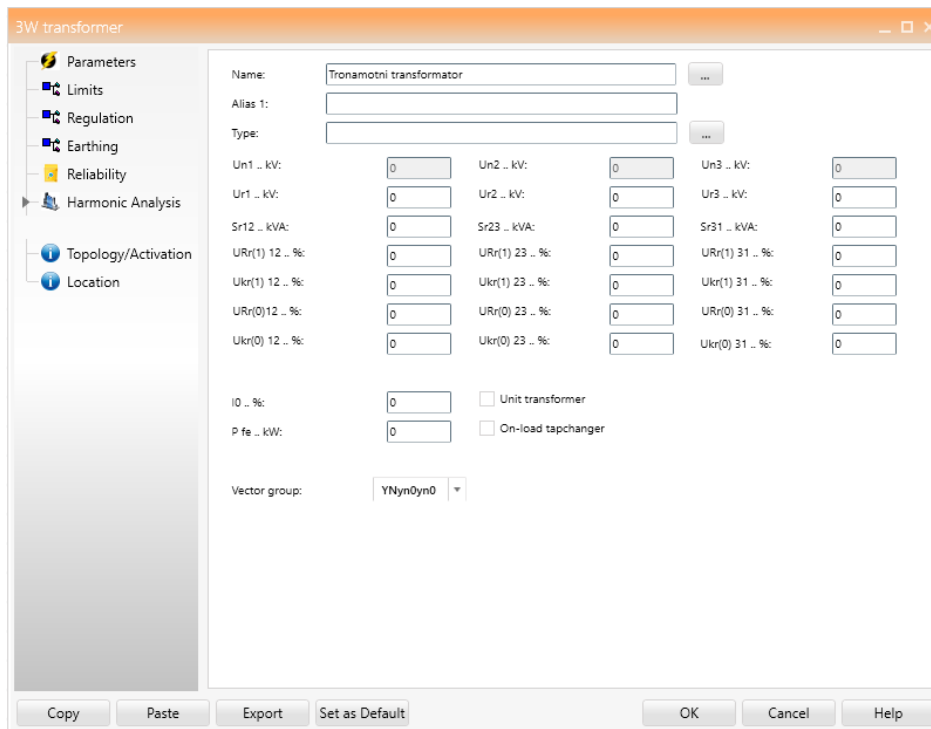 3W transformer
Parameters
Limits
Regulation
Earthing
Reliability
Harmonic Analysis
Topology/Activation
Location
Name: Tronamotni transformator ...
Alias 1:
Type: ...
Un1 .. kV: 0 Un2 .. kV: 0 Un3 .. kV: 0
Ur1 .. kV: 0 Ur2 .. kV: 0 Ur3 .. kV: 0
Sr12 .. kVA: 0 Sr23 .. kVA: 0 Sr31 .. kVA: 0
URr(1) 12 .. %: 0 URr(1) 23 .. %: 0 URr(1) 31 .. %: 0
Ukr(1) 12 .. %: 0 Ukr(1) 23 .. %: 0 Ukr(1) 31 .. %: 0
URr(0)12 .. %: 0 URr(0) 23 .. %: 0 URr(0) 31 .. %: 0
Ukr(0) 12 .. %: 0 Ukr(0) 23 .. %: 0 Ukr(0) 31 .. %: 0
I0 .. %: 0 Unit transformer
P fe .. kW: 0 On-load tapchanger
Vector group: YNyn0yn0
Copy Paste Export Set as Default OK Cancel Help